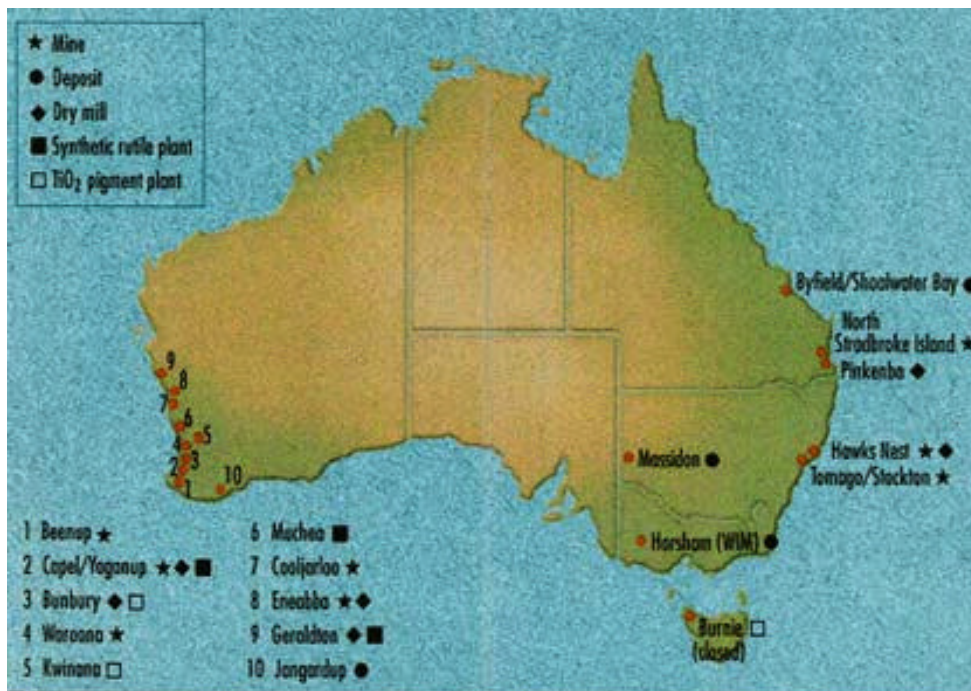 Mine
Deposit
Dry mill
Synthetic rutile plant
TiO2 pigment plant
Byfield/Shoalwater Bay
North
Stradbroke Island
Pinkenba
9
8
7
6
5
4
3
2
1
10
Massidon
Hawks Nest
Tomago/Stockton
Horsham (WIM)
Burnie
(closed)
1 Beenup
2 Capel/Yoganup
3 Bunbury
4 Waroona
5 Kwinana
6 Muchea
7 Cooljarloo
8 Eneabba
9 Geraldton
10 Jangardup